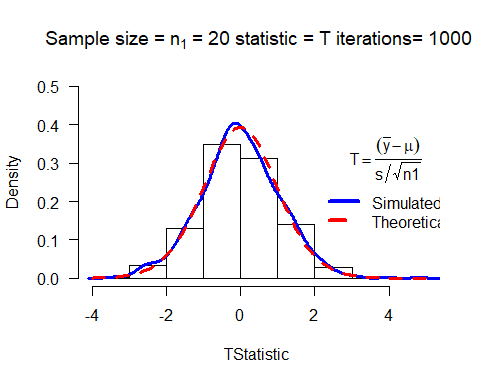 Sample size = n₁ = 20 statistic = T iterations= 1000
Density
0.5
0.4
0.3
0.2
0.1
0.0
T = (y̅ − μ) / s/√n1
Simulated
Theoretica
-4 -2 0 2 4
TStatistic